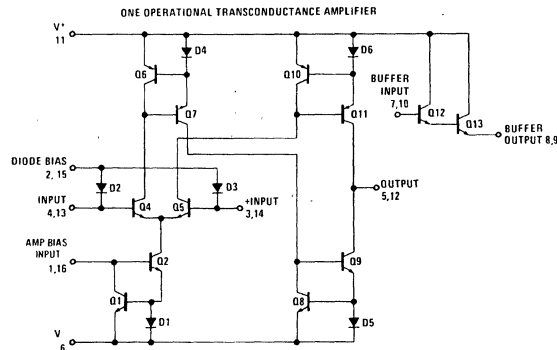 ONE OPERATIONAL TRANSCONDUCTANCE AMPLIFIER
V+
11
D4
D6
Q6
Q10
BUFFER
INPUT
7,10
Q7
Q11
Q12
Q13
BUFFER
OUTPUT 8,9
DIODE BIAS
2,15
D2
D3
INPUT
4,13
Q4
Q5
+INPUT
3,14
OUTPUT
5,12
AMP BIAS
INPUT
1,16
Q2
Q9
Q1
Q8
D1
D5
V
6